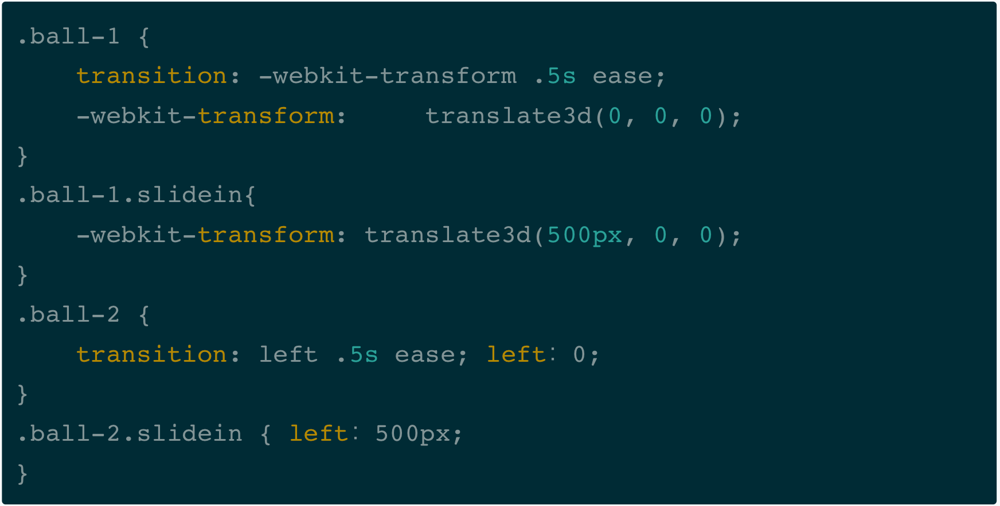 .ball-1 {
    transition: -webkit-transform .5s ease;
    -webkit-transform:    translate3d(0, 0, 0);
}
.ball-1.slidein{
    -webkit-transform: translate3d(500px, 0, 0);
}
.ball-2 {
    transition: left .5s ease; left：0;
}
.ball-2.slidein { left：500px;
}